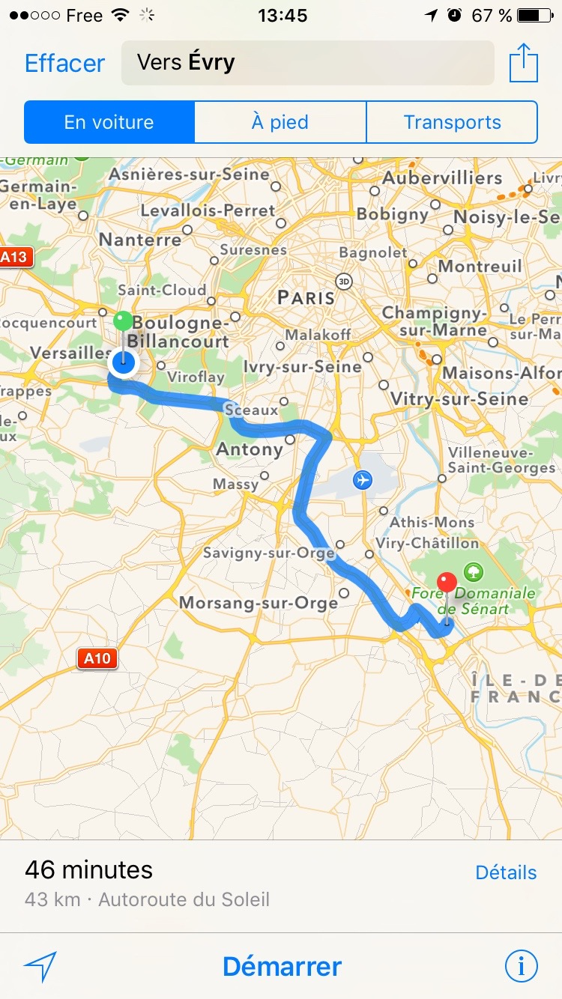 Free 13:45 67 %
Effacer Vers Évry
En voiture À pied Transports
-Germain
Asnières-sur-Seine
Aubervilliers
Germain-
en-Laye
Levallois-Perret
Bobigny
Noisy-le-Se
Nanterre
Suresnes
Bagnolet
A13
Montreuil
Saint-Cloud
3D
PARIS
Champigny-
sur-Marne
Le Perr
sur-Ma
ocquencourt
Boulogne-
Billancourt
Malakoff
Versailles
Ivry-sur-Seine
Maisons-Alfor
Viroflay
Trappes
Vitry-sur-Seine
Sceaux
le-
ux
Antony
Villeneuve-
Saint-Georges
Massy
Athis-Mons
Viry-Châtillon
Savigny-sur-Orge
Morsang-sur-Orge
Forê Domaniale
de Sénart
A10
ÎLE-DE
FRANC
46 minutes
Détails
43 km · Autoroute du Soleil
Démarrer